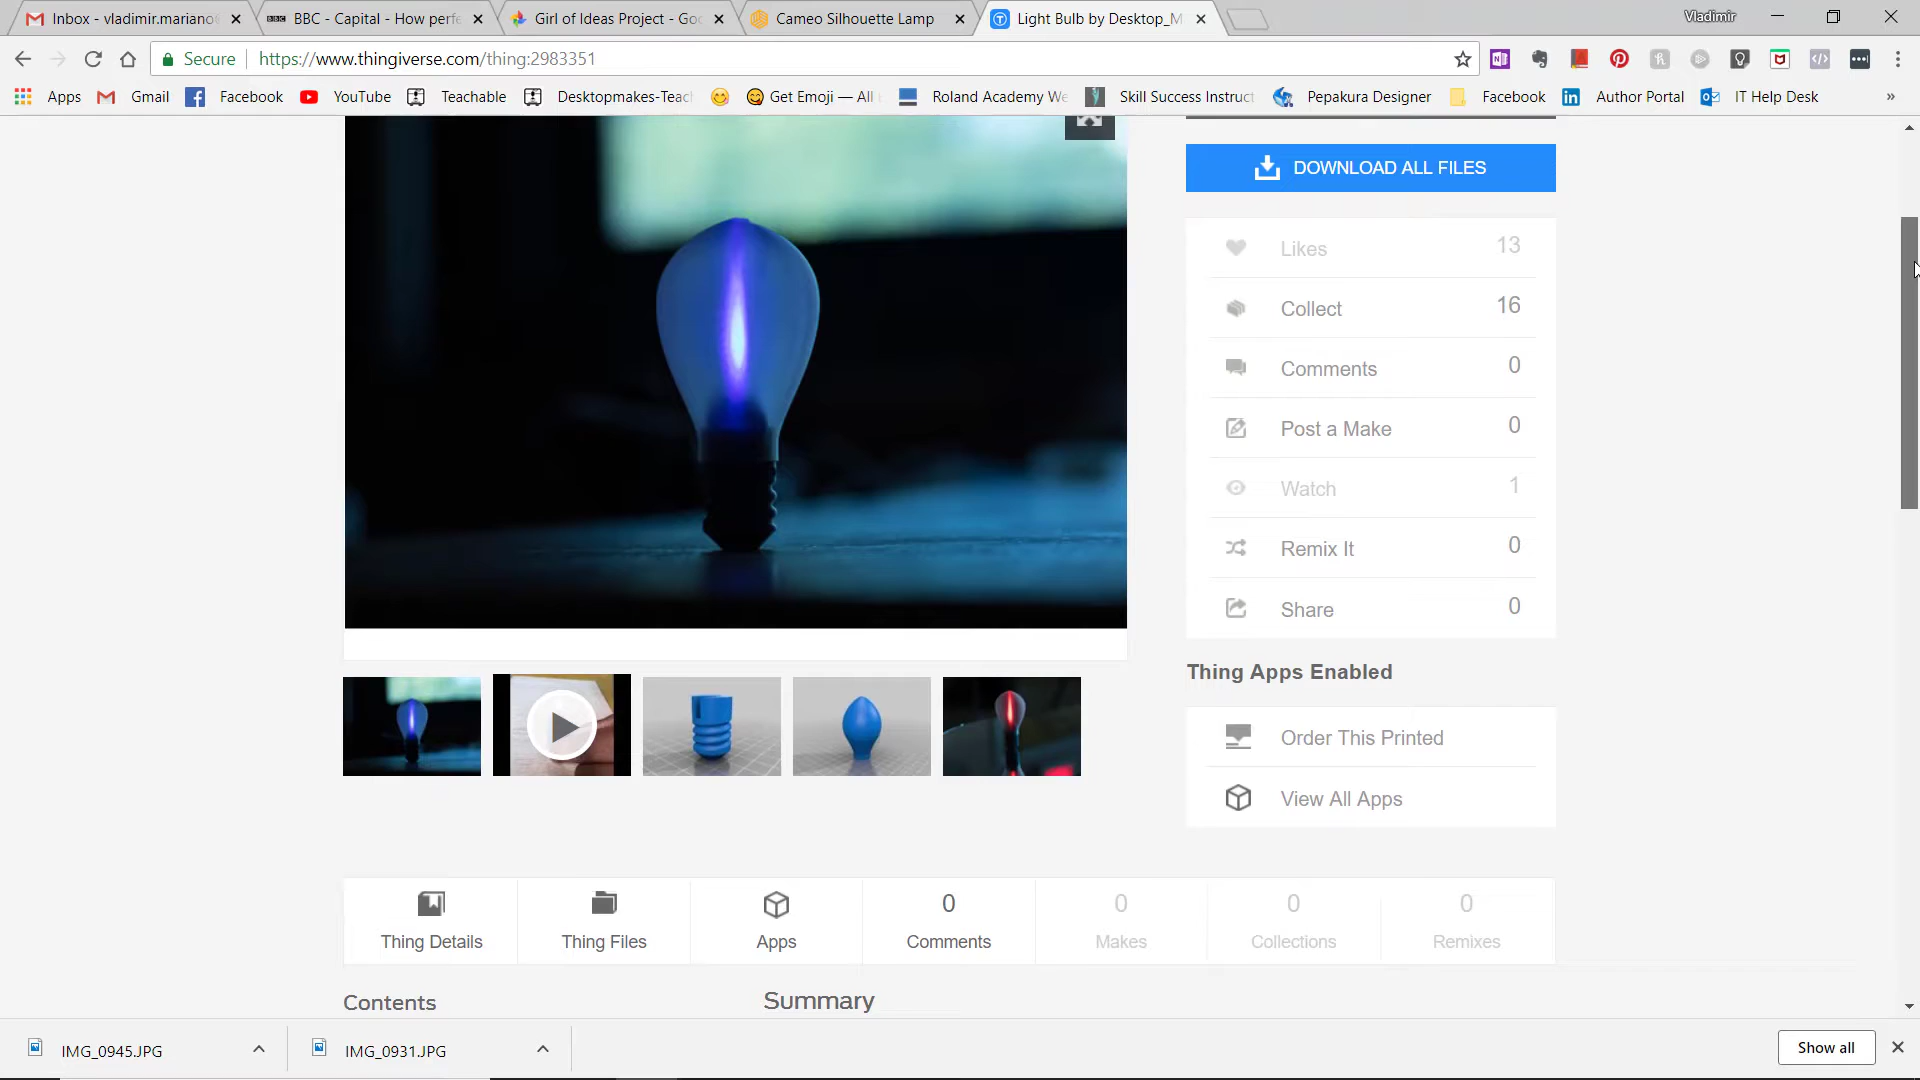 Inbox - vladimir.mariano@
BBC - Capital - How perfe
Girl of Ideas Project - Goo
Cameo Silhouette Lamp
Light Bulb by Desktop_M
Vladimir
Secure
https://www.thingiverse.com/thing:2983351
Apps
Gmail
Facebook
YouTube
Teachable
Desktopmakes-Teac
Get Emoji — All
Roland Academy We
Skill Success Instruct
Pepakura Designer
Facebook
Author Portal
IT Help Desk
»
DOWNLOAD ALL FILES
Likes 13
Collect 16
Comments 0
Post a Make 0
Watch 1
Remix It 0
Share 0
Thing Apps Enabled
Order This Printed
View All Apps
Thing Details
Thing Files
Apps
0
Comments
0
Makes
0
Collections
0
Remixes
Contents
Summary
IMG_0945.JPG
IMG_0931.JPG
Show all